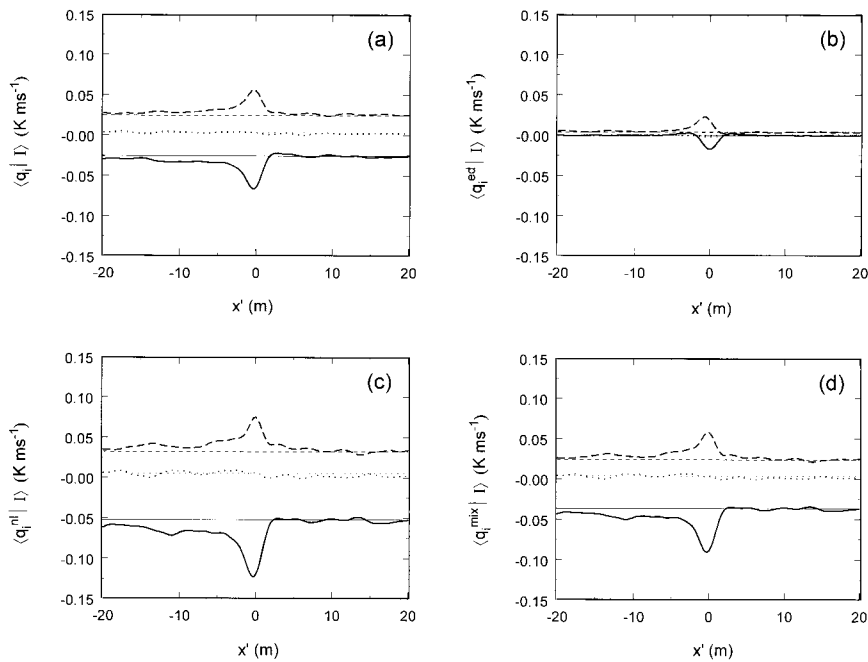 (a)
0.15
0.10
0.05
-0.00
-0.05
-0.10
-0.15
⟨q_i | I⟩ (K ms⁻¹)
-20 -10 0 10 20
x' (m)
(b)
0.15
0.10
0.05
-0.00
-0.05
-0.10
-0.15
⟨q_i^ed | I⟩ (K ms⁻¹)
-20 -10 0 10 20
x' (m)
(c)
0.15
0.10
0.05
-0.00
-0.05
-0.10
-0.15
⟨q_i^nl | I⟩ (K ms⁻¹)
-20 -10 0 10 20
x' (m)
(d)
0.15
0.10
0.05
-0.00
-0.05
-0.10
-0.15
⟨q_i^mix | I⟩ (K ms⁻¹)
-20 -10 0 10 20
x' (m)